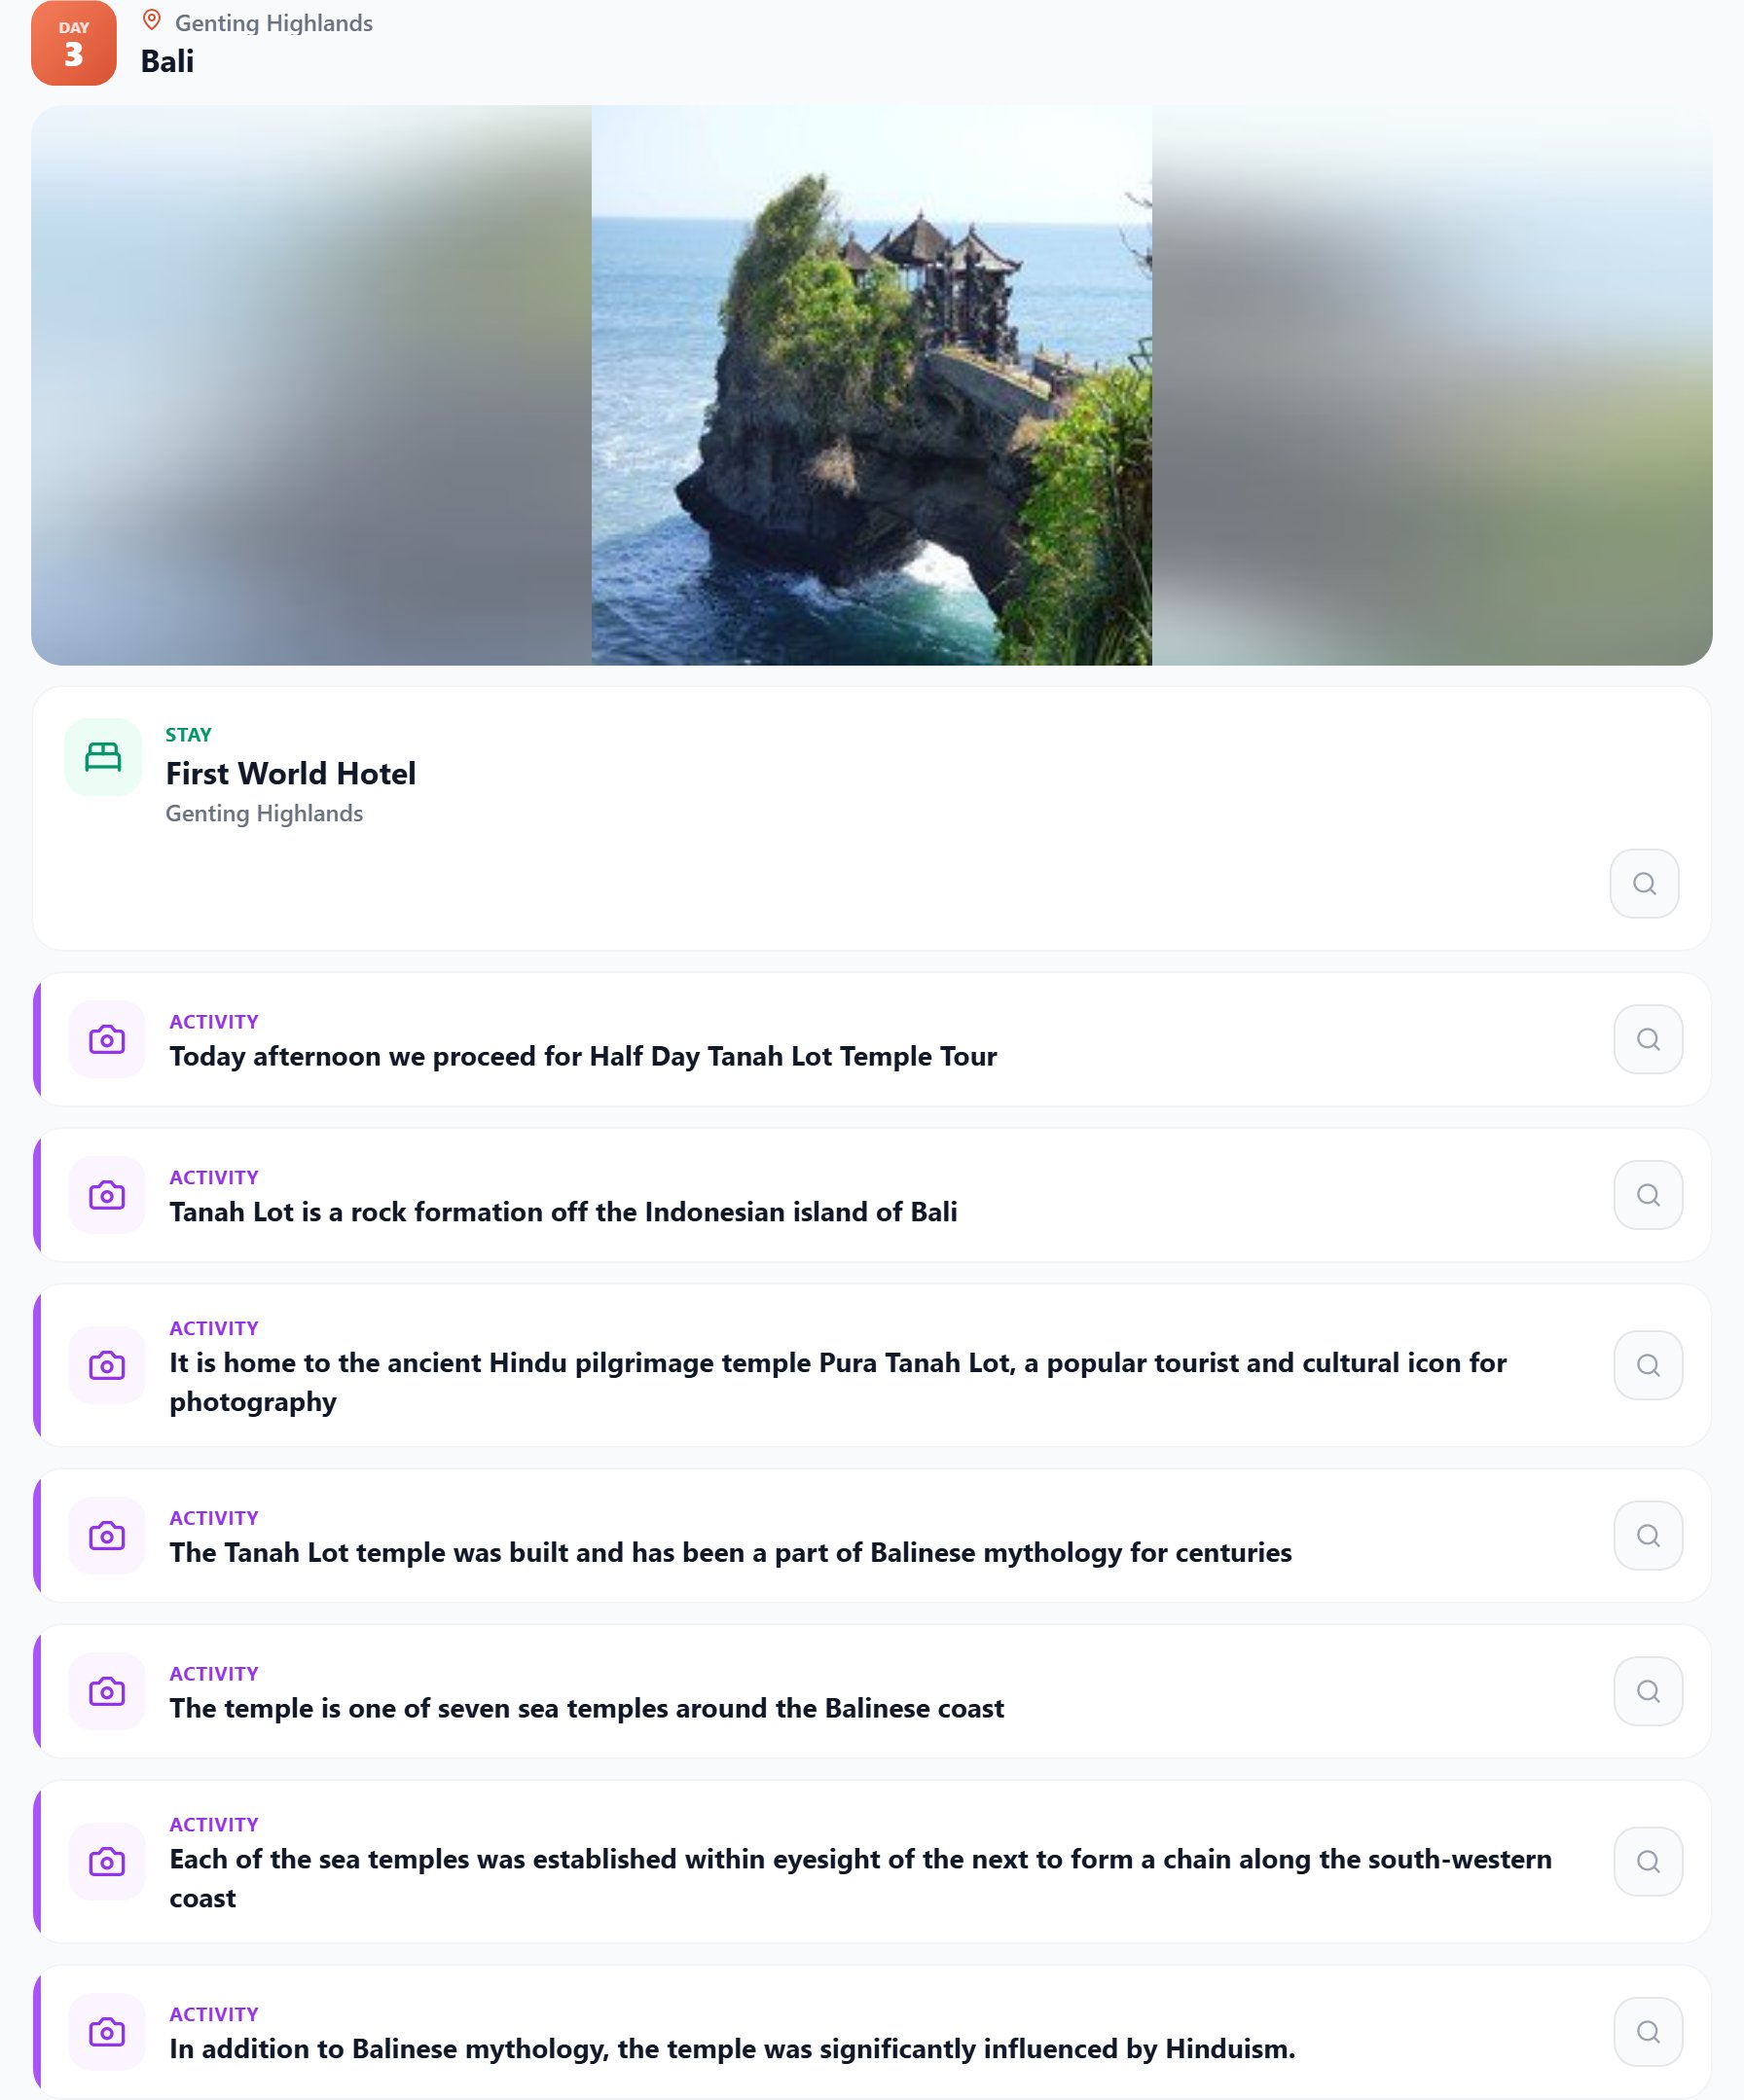 DAY
3
Genting Highlands
Bali
STAY
First World Hotel
Genting Highlands
ACTIVITY
Today afternoon we proceed for Half Day Tanah Lot Temple Tour
ACTIVITY
Tanah Lot is a rock formation off the Indonesian island of Bali
ACTIVITY
It is home to the ancient Hindu pilgrimage temple Pura Tanah Lot, a popular tourist and cultural icon for
photography
ACTIVITY
The Tanah Lot temple was built and has been a part of Balinese mythology for centuries
ACTIVITY
The temple is one of seven sea temples around the Balinese coast
ACTIVITY
Each of the sea temples was established within eyesight of the next to form a chain along the south-western
coast
ACTIVITY
In addition to Balinese mythology, the temple was significantly influenced by Hinduism.